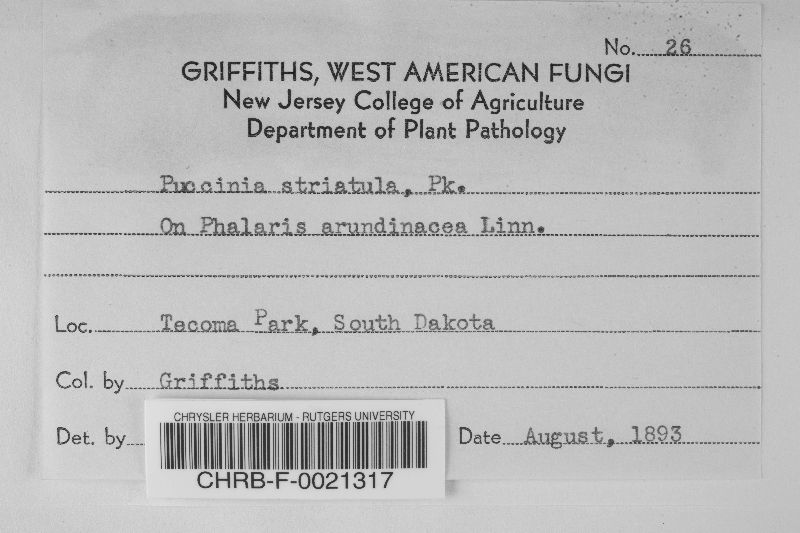 No. 26
GRIFFITHS, WEST AMERICAN FUNGI
New Jersey College of Agriculture
Department of Plant Pathology
Puccinia striatula, Pk.
On Phalaris arundinacea Linn.
Loc. Tacoma Park, South Dakota
Col. by Griffiths
Det. by
Date August, 1893
CHRYSLER HERBARIUM - RUTGERS UNIVERSITY
CHRB-F-0021317